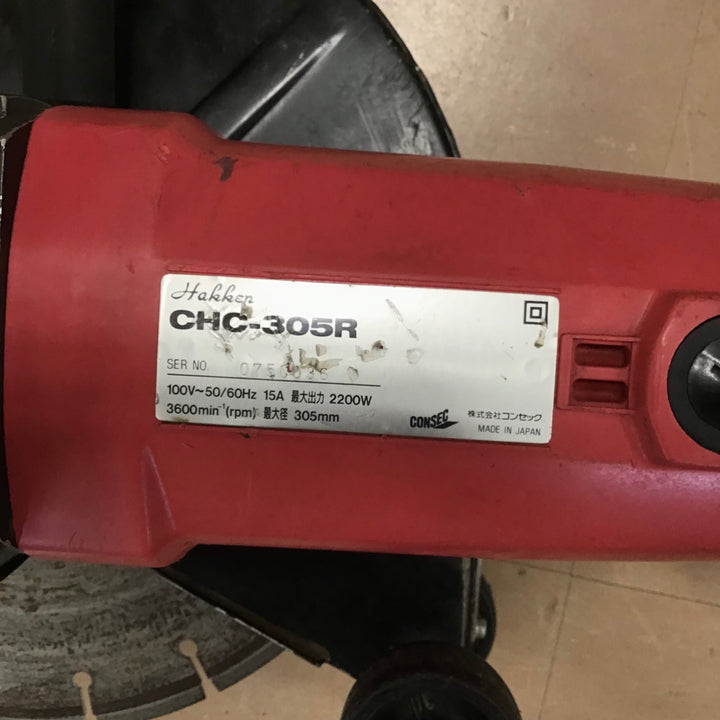 Hakken
CHC-305R
SER NO.
100V～50/60Hz 15A 最大出力 2200W
3600min⁻¹(rpm) 最大径 305mm
CONSEC
株式会社コンセック
MADE IN JAPAN